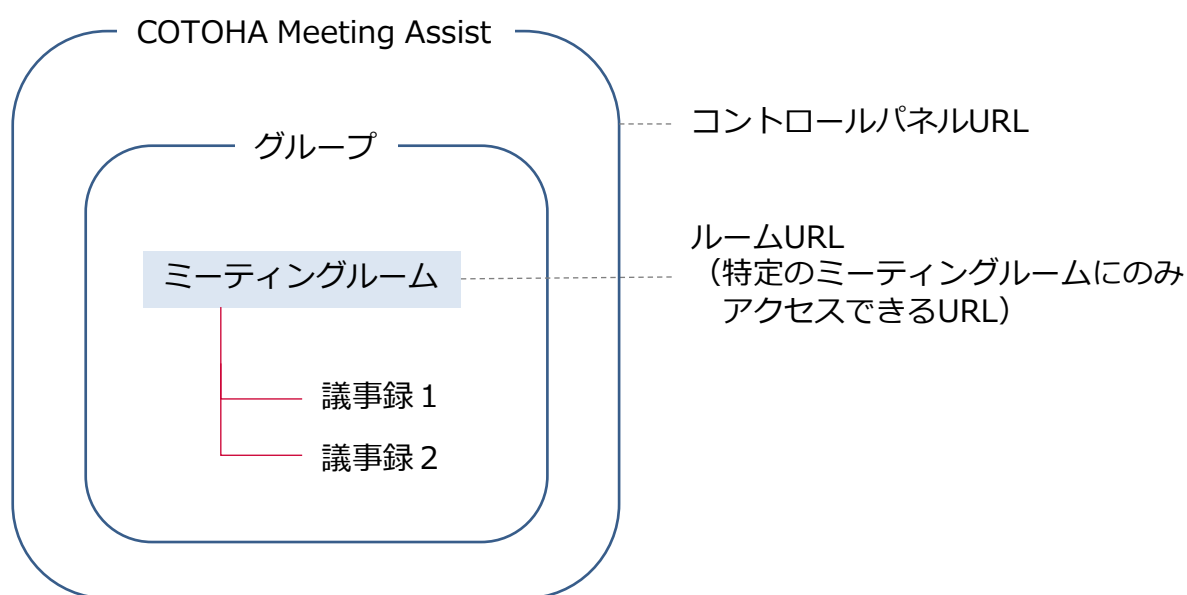 COTOHA Meeting Assist
コントロールパネルURL
グループ
ルームURL
（特定のミーティングルームにのみ
アクセスできるURL）
ミーティングルーム
議事録１
議事録２